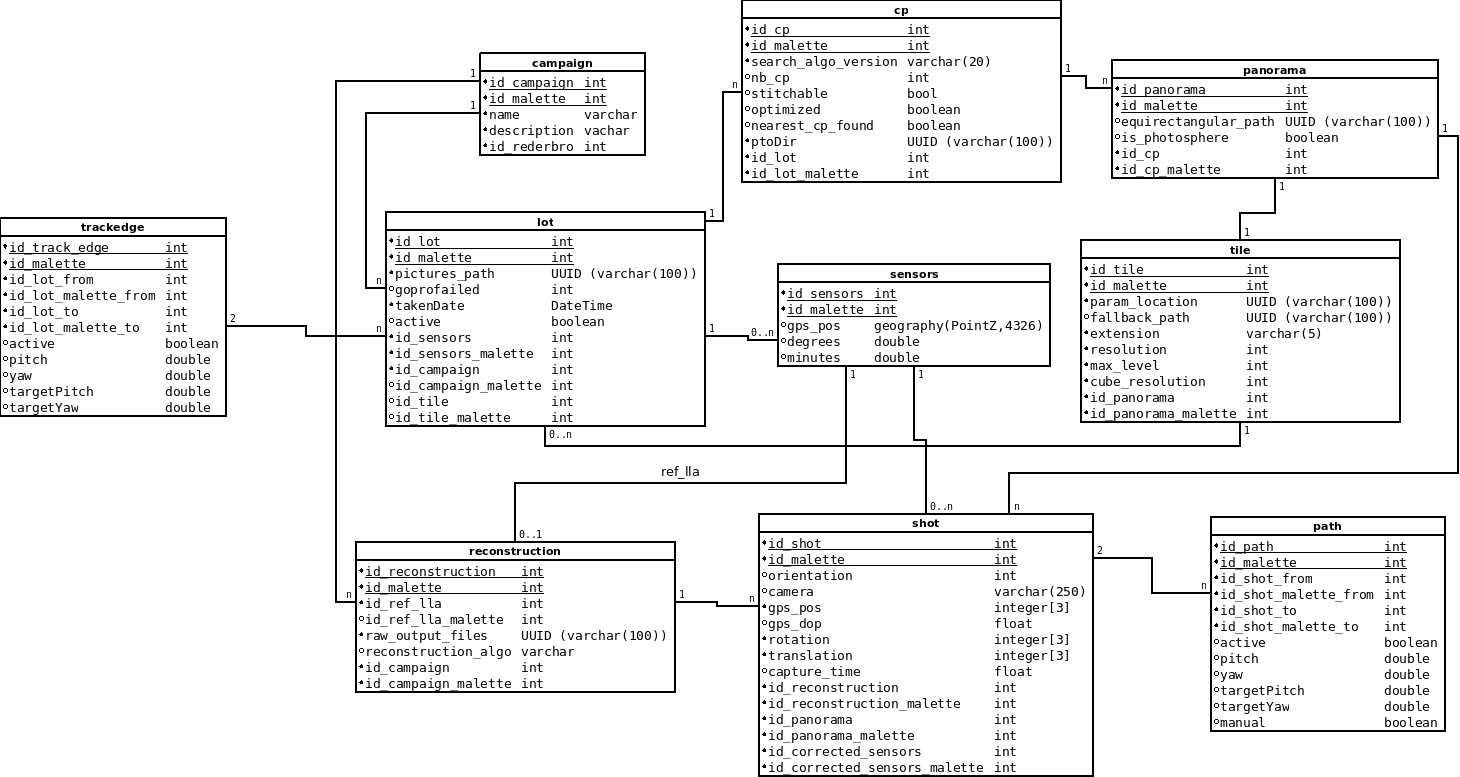 cp
id_cp int
id_malette int
search_algo_version varchar(20)
nb_cp int
stitchable bool
optimized boolean
nearest_cp_found boolean
ptoDir UUID (varchar(100))
id_lot int
id_lot_malette int
campaign
id_campaign int
id_malette int
name varchar
description vachar
id_rederbro int
panorama
id_panorama int
id_malette int
equirectangular_path UUID (varchar(100))
is_photosphere boolean
id_cp int
id_cp_malette int
trackedge
id_track_edge int
id_malette int
id_lot_from int
id_lot_malette_from int
id_lot_to int
id_lot_malette_to int
active boolean
pitch double
yaw double
targetPitch double
targetYaw double
lot
id_lot int
id_malette int
pictures_path UUID (varchar(100))
goprofailed int
takenDate DateTime
active boolean
id_sensors int
id_sensors_malette int
id_campaign int
id_campaign_malette int
id_tile int
id_tile_malette int
sensors
id_sensors int
id_malette int
gps_pos geography(PointZ,4326)
degrees double
minutes double
tile
id_tile int
id_malette int
param_location UUID (varchar(100))
fallback_path UUID (varchar(100))
extension varchar(5)
resolution int
max_level int
cube_resolution int
id_panorama int
id_panorama_malette int
reconstruction
id_reconstruction int
id_malette int
id_ref_lla int
id_ref_lla_malette int
raw_output_files UUID (varchar(100))
reconstruction_algo varchar
id_campaign int
id_campaign_malette int
shot
id_shot int
id_malette int
orientation int
camera varchar(250)
gps_pos integer[3]
gps_dop float
rotation integer[3]
translation integer[3]
capture_time float
id_reconstruction int
id_reconstruction_malette int
id_panorama int
id_panorama_malette int
id_corrected_sensors int
id_corrected_sensors_malette int
path
id_path int
id_malette int
id_shot_from int
id_shot_malette_from int
id_shot_to int
id_shot_malette_to int
active boolean
pitch double
yaw double
targetPitch double
targetYaw double
manual boolean
1
1
n
n
1
n
1
n
1
n
2
n
1
0..n
1
1
0..n
1
1
1
ref_lla
0..1
0..n
n
1
n
2
n